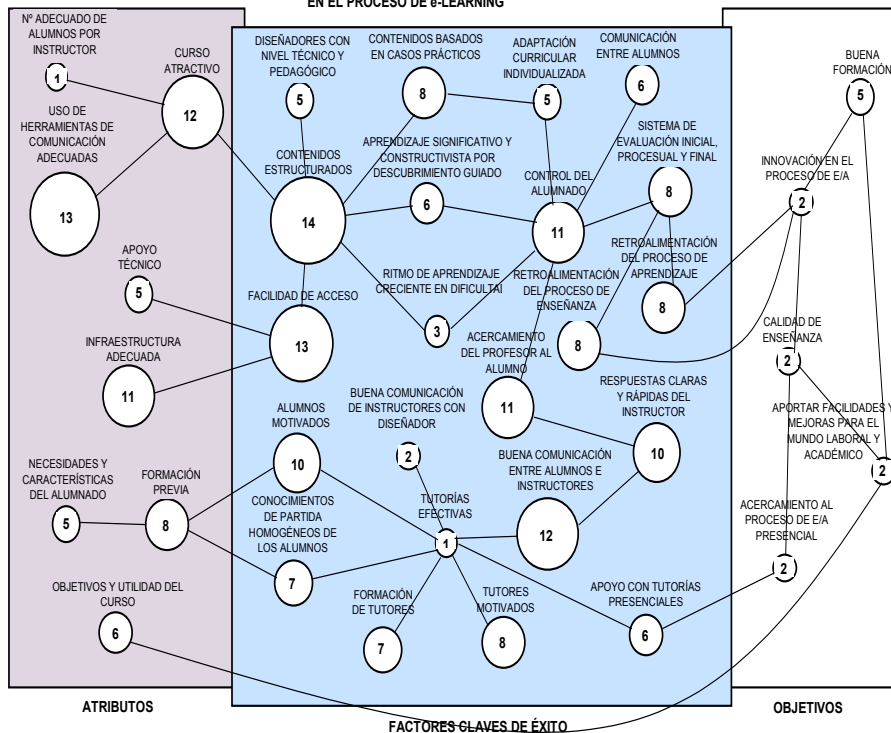 EN EL PROCESO DE e-LEARNING
Nº ADECUADO DE
ALUMNOS POR
INSTRUCTOR
1
CURSO
ATRACTIVO
12
USO DE
HERRAMIENTAS DE
COMUNICACIÓN
ADECUADAS
13
APOYO
TÉCNICO
5
INFRAESTRUCTURA
ADECUADA
11
NECESIDADES Y
CARACTERÍSTICAS
DEL ALUMNADO
5
FORMACIÓN
PREVIA
8
OBJETIVOS Y UTILIDAD DEL
CURSO
6
ATRIBUTOS
DISEÑADORES CON
NIVEL TÉCNICO Y
PEDAGÓGICO
5
CONTENIDOS BASADOS
EN CASOS PRÁCTICOS
8
ADAPTACIÓN
CURRICULAR
INDIVIDUALIZADA
5
COMUNICACIÓN
ENTRE ALUMNOS
6
CONTENIDOS
ESTRUCTURADOS
14
APRENDIZAJE SIGNIFICATIVO Y
CONSTRUCTIVISTA POR
DESCUBRIMIENTO GUIADO
6
CONTROL DEL
ALUMNADO
11
SISTEMA DE
EVALUACIÓN INICIAL,
PROCESUAL Y FINAL
8
FACILIDAD DE ACCESO
13
RITMO DE APRENDIZAJE
CRECIENTE EN DIFICULTAI
3
RETROALIMENTACIÓN
DEL PROCESO DE
ENSEÑANZA
8
RETROALIMENTACIÓN
DEL PROCESO DE
APRENDIZAJE
8
ACERCAMIENTO
DEL PROFESOR AL
ALUMNO
11
RESPUESTAS CLARAS
Y RÁPIDAS DEL
INSTRUCTOR
10
ALUMNOS
MOTIVADOS
10
BUENA COMUNICACIÓN
DE INSTRUCTORES CON
DISEÑADOR
2
BUENA COMUNICACIÓN
ENTRE ALUMNOS E
INSTRUCTORES
12
CONOCIMIENTOS
DE PARTIDA
HOMOGÉNEOS DE
LOS ALUMNOS
7
TUTORÍAS
EFECTIVAS
1
FORMACIÓN
DE TUTORES
7
TUTORES
MOTIVADOS
8
APOYO CON TUTORÍAS
PRESENCIALES
6
FACTORES CLAVES DE ÉXITO
BUENA
FORMACIÓN
5
INNOVACIÓN EN EL
PROCESO DE E/A
2
CALIDAD DE
ENSEÑANZA
2
APORTAR FACILIDADES Y
MEJORAS PARA EL
MUNDO LABORAL Y
ACADÉMICO
2
ACERCAMIENTO AL
PROCESO DE E/A
PRESENCIAL
2
OBJETIVOS